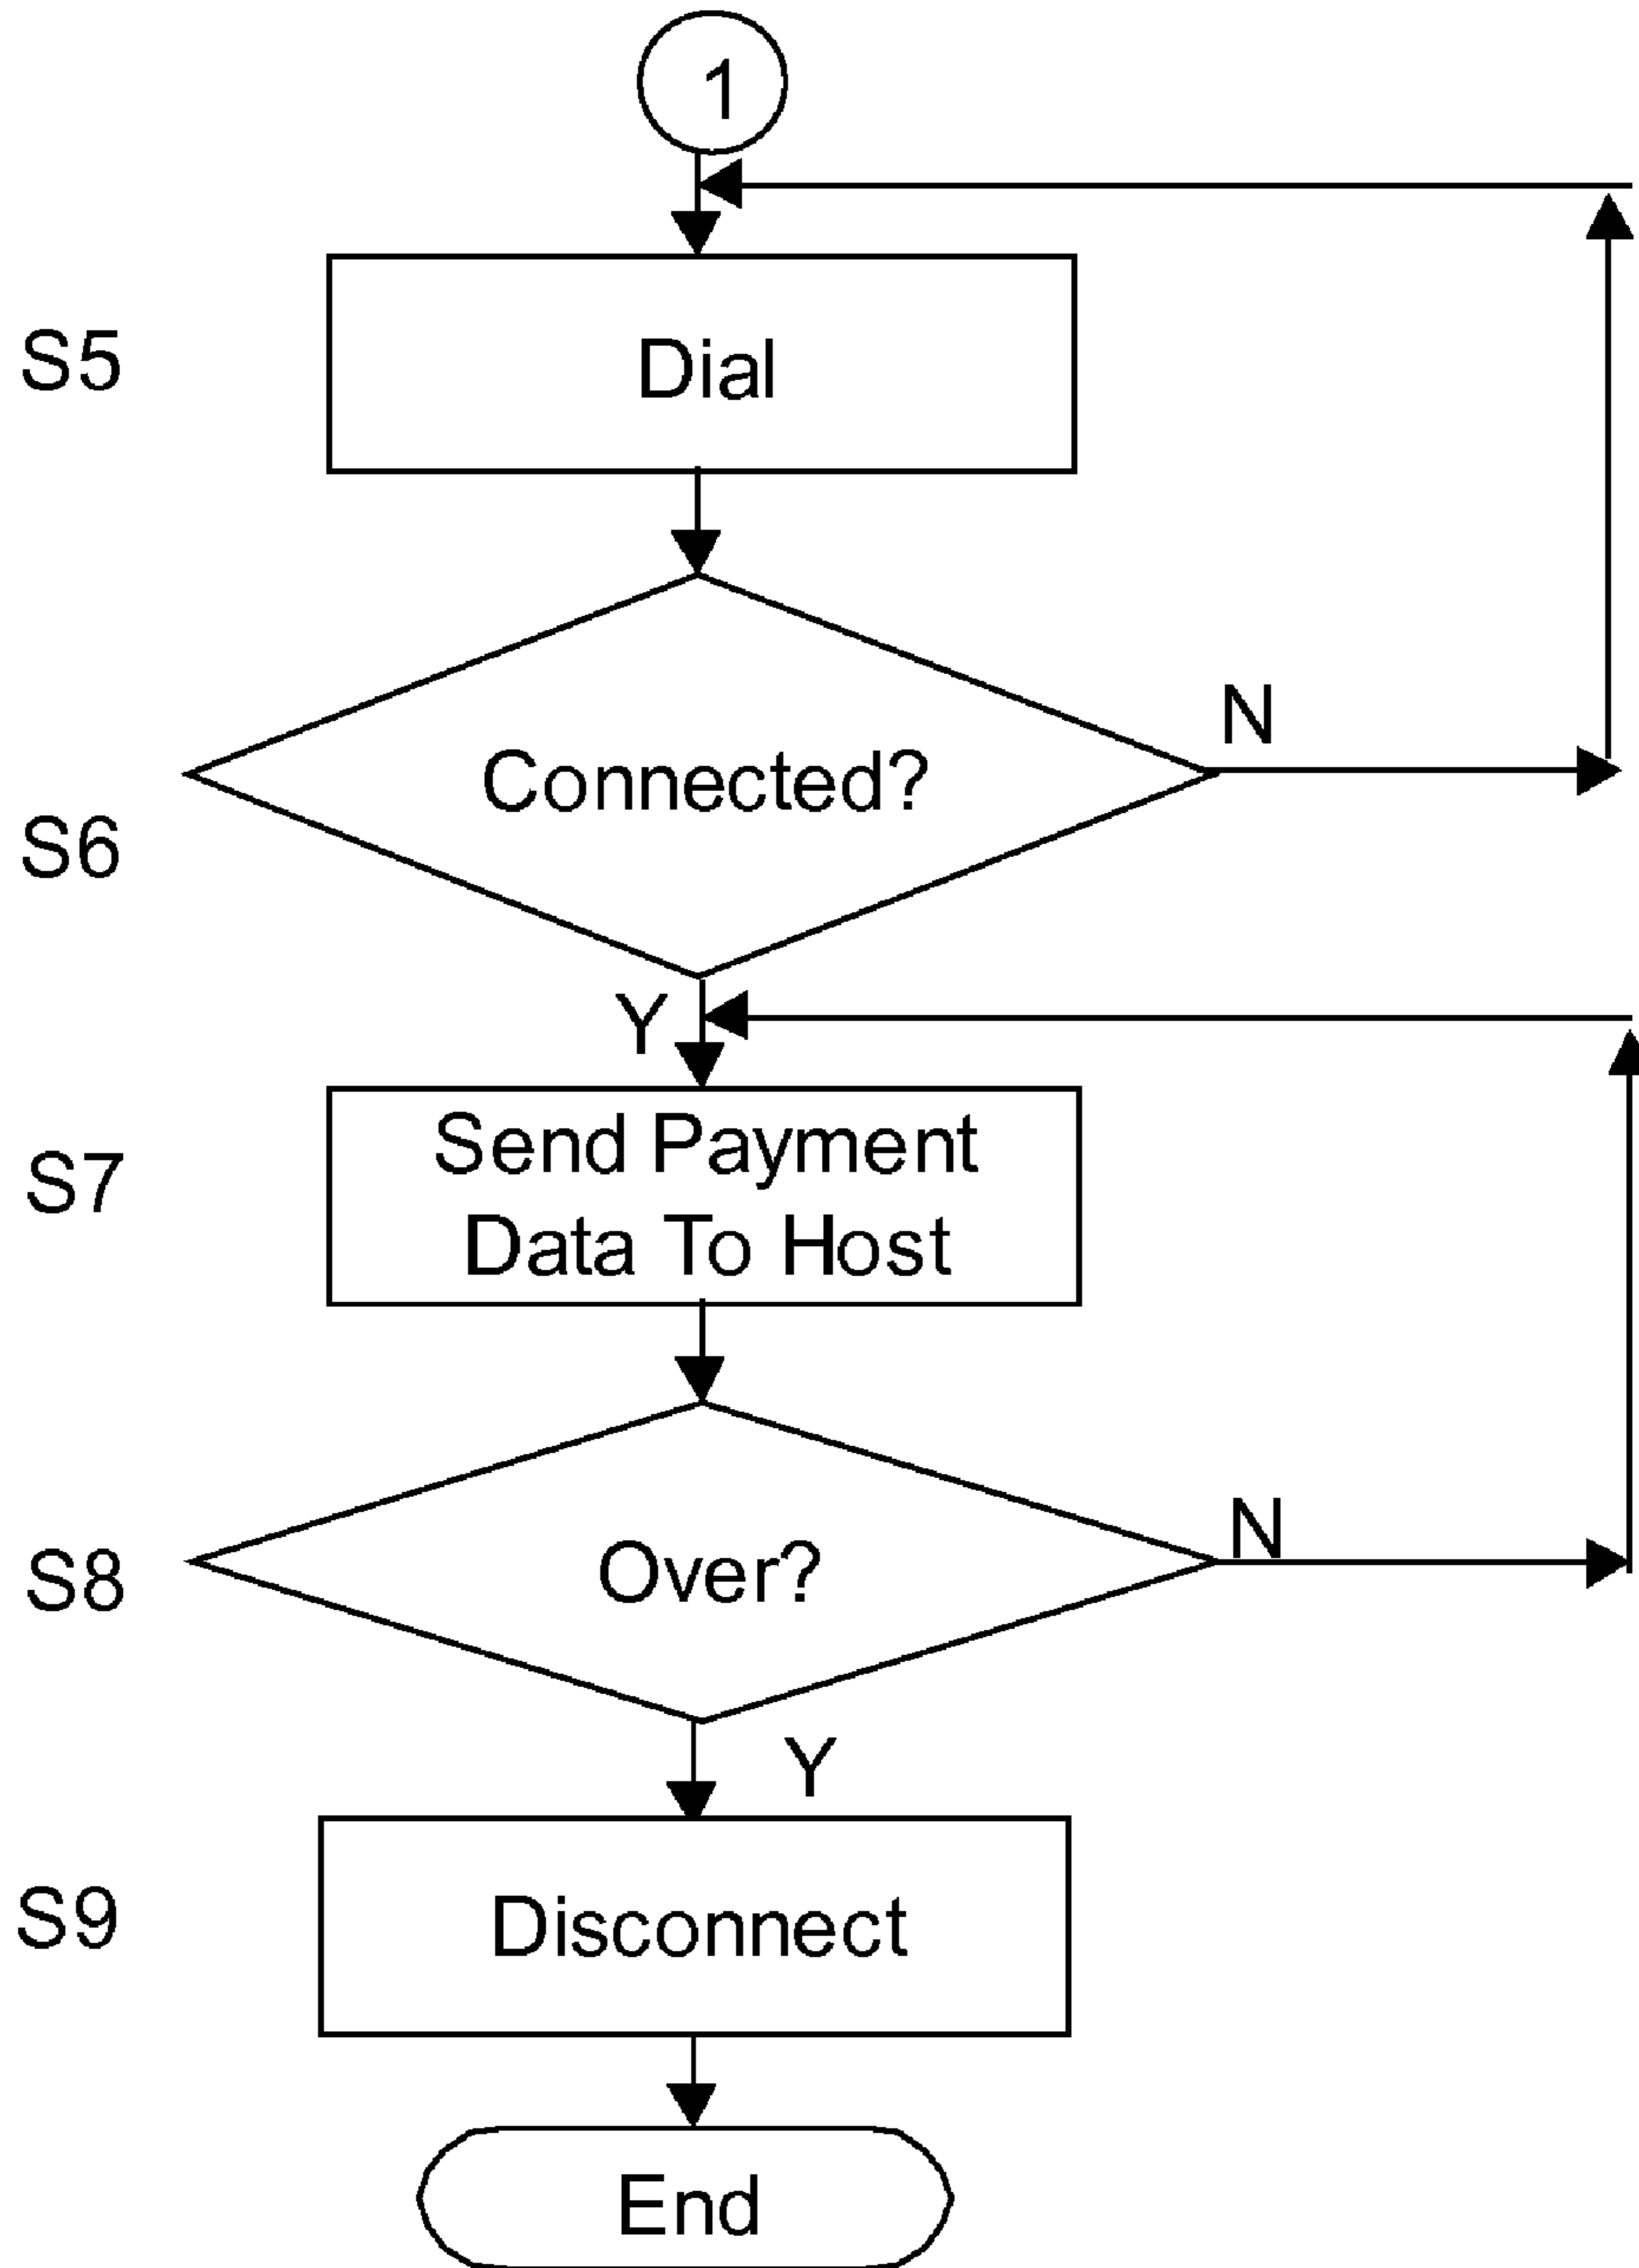 1
S5
Dial
N
Connected?
S6
Y
Send Payment
S7
Data To Host
N
S8
Over?
Y
S9
Disconnect
End